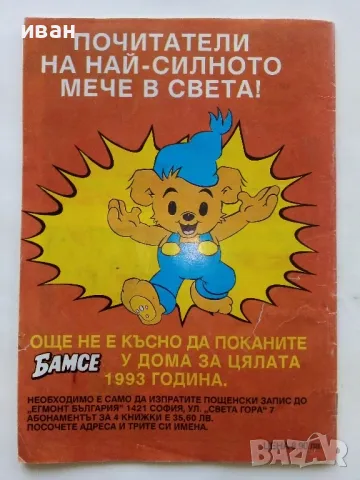 иван
ПОЧИТАТЕЛИ
НА НАЙ-СИЛНОТО
МЕЧЕ В СВЕТА!
ОЩЕ НЕ Е КЪСНО ДА ПОКАНИТЕ
БАМСЕ У ДОМА ЗА ЦЯЛАТА
1993 ГОДИНА.
НЕОБХОДИМО Е САМО ДА ИЗПРАТИТЕ ПОЩЕНСКИ ЗАПИС ДО
„ЕГМОНТ БЪЛГАРИЯ" 1421 СОФИЯ, УЛ. „СВЕТА ГОРА" 7
АБОНАМЕНТЪТ ЗА 4 КНИЖКИ Е 35,60 ЛВ.
ПОСОЧЕТЕ АДРЕСА И ТРИТЕ СИ ИМЕНА.
bazar